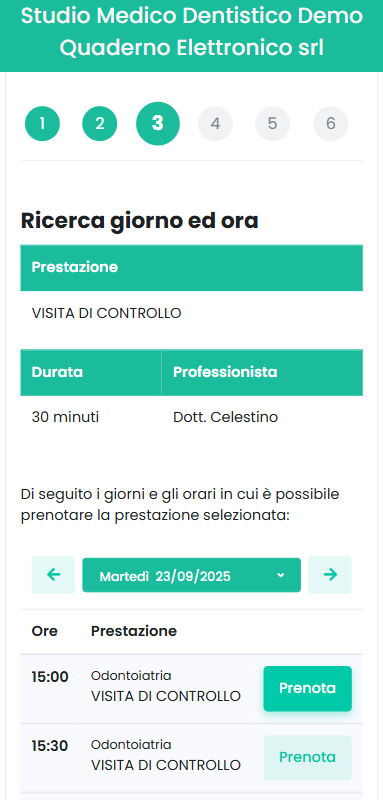 Studio Medico Dentistico Demo
Quaderno Elettronico srl
1 2 3 4 5 6
Ricerca giorno ed ora
Prestazione
VISITA DI CONTROLLO
Durata Professionista
30 minuti Dott. Celestino
Di seguito i giorni e gli orari in cui è possibile
prenotare la prestazione selezionata:
Martedì 23/09/2025
Ore Prestazione
15:00 Odontoiatria
VISITA DI CONTROLLO Prenota
15:30 Odontoiatria
VISITA DI CONTROLLO Prenota